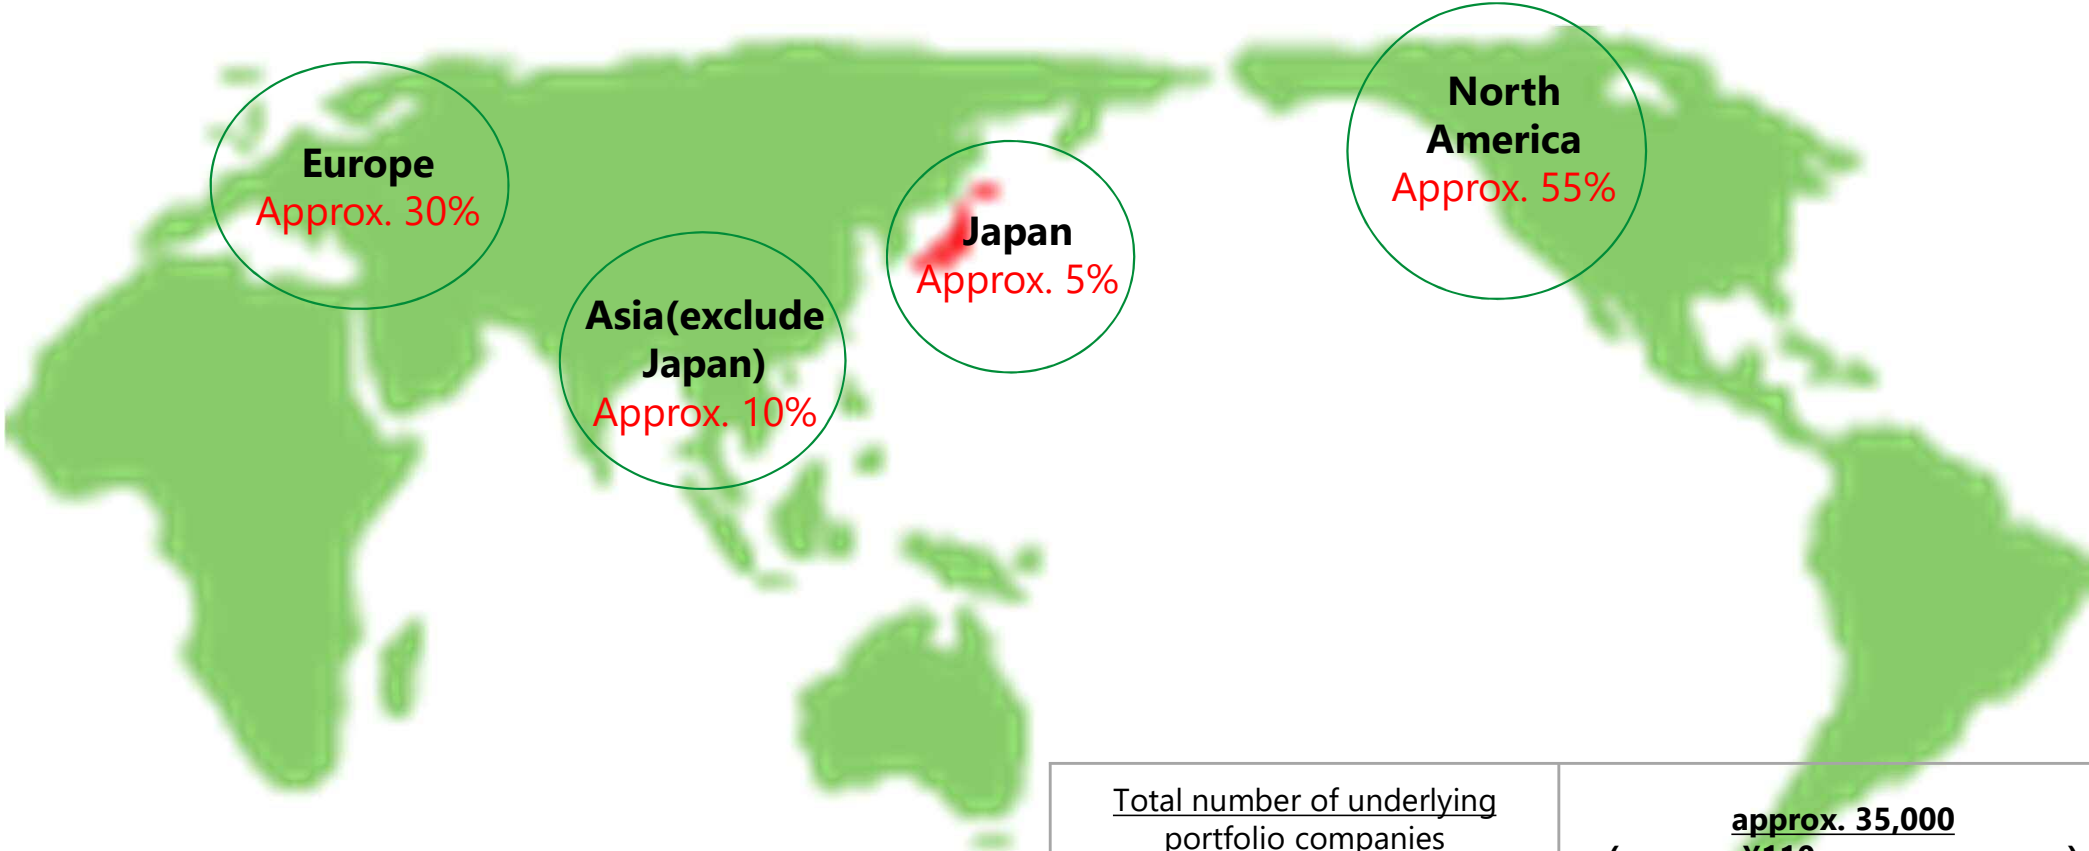 North
America
Approx. 55%
Europe
Approx. 30%
Japan
Approx. 5%
Asia(exclude
Japan)
Approx. 10%
Total number of underlying
portfolio companies
approx. 35,000